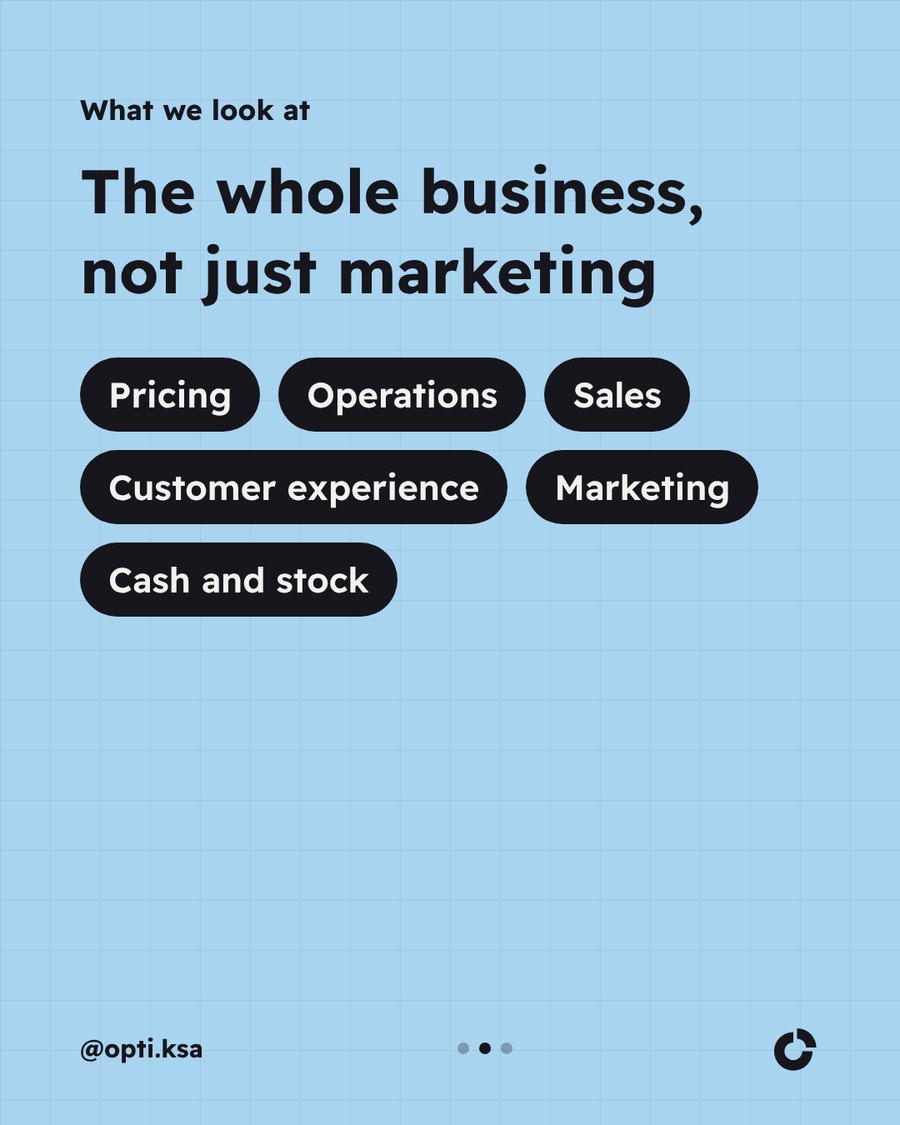 What we look at
The whole business,
not just marketing
Pricing Operations Sales
Customer experience Marketing
Cash and stock
@opti.ksa